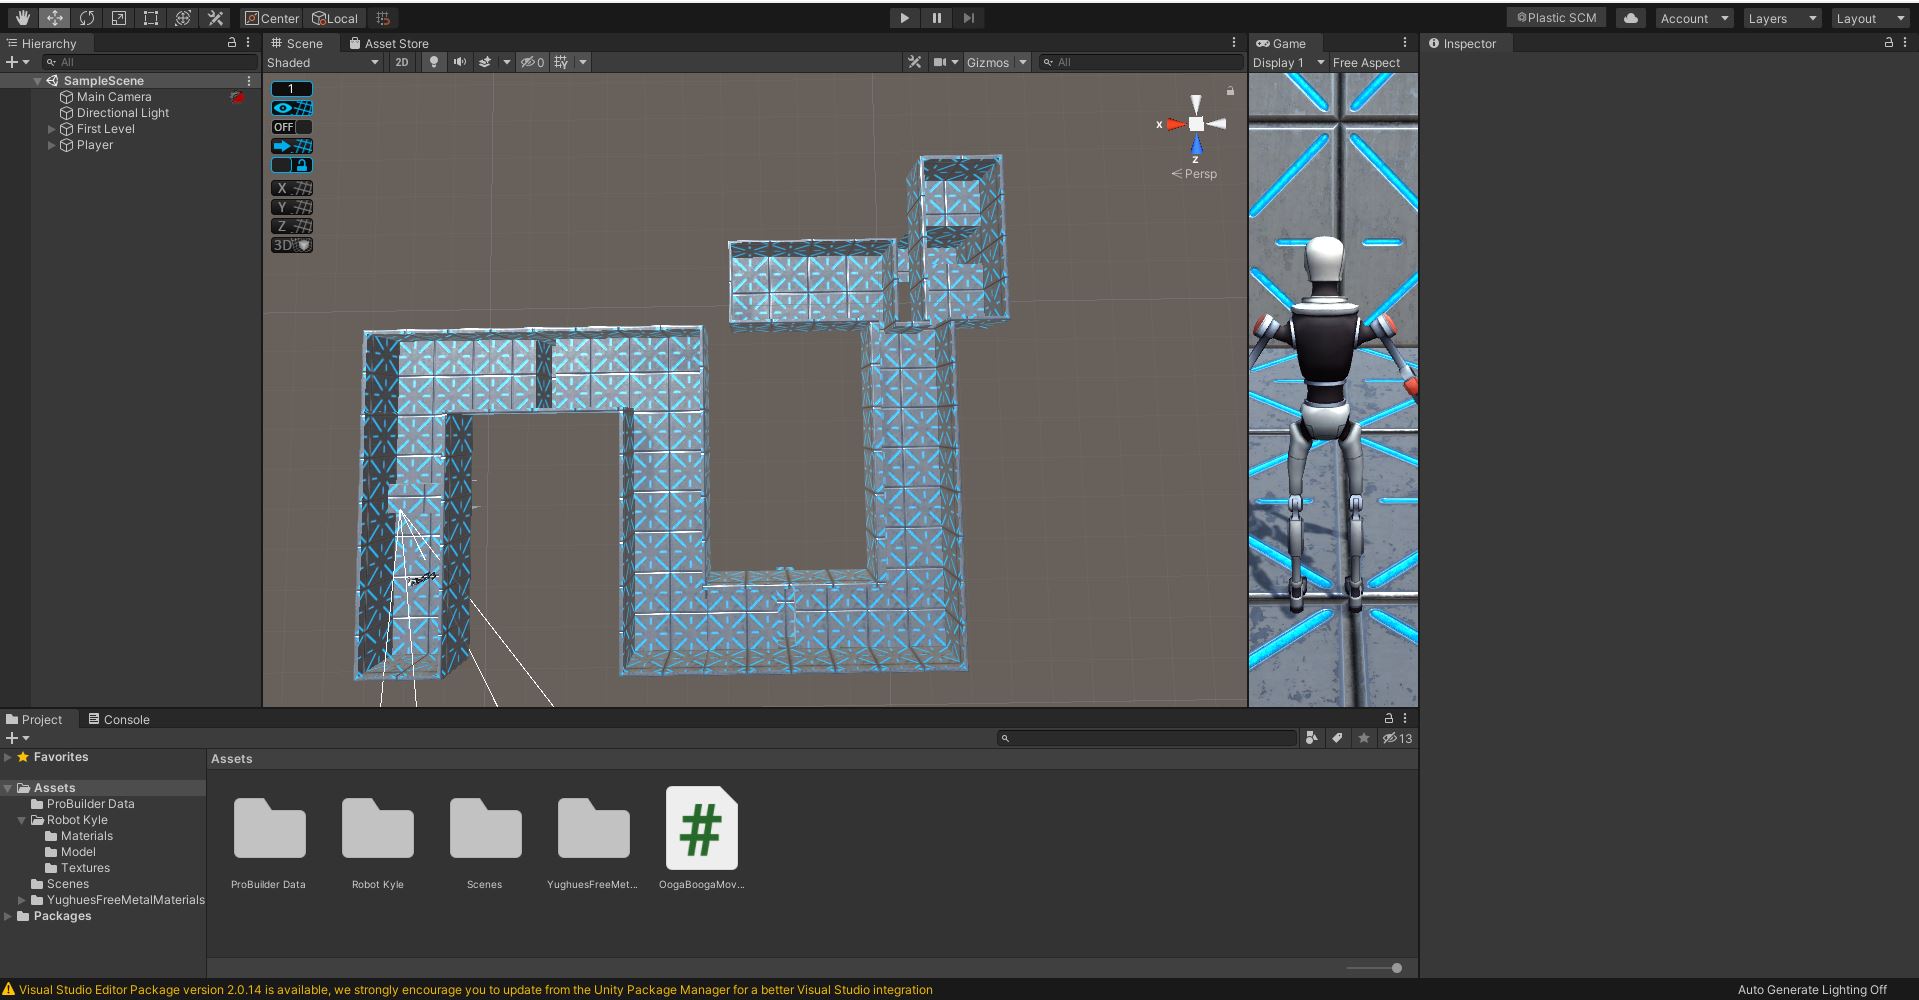 Center
Local
Plastic SCM
Account
Layers
Layout
Hierarchy
Scene
Asset Store
Game
Inspector
All
Shaded
2D
0
Gizmos
All
Display 1
Free Aspect
SampleScene
Main Camera
Directional Light
First Level
Player
1
OFF
X
Y
Z
3D
x
z
Persp
Project
Console
13
Favorites
Assets
ProBuilder Data
Robot Kyle
Materials
Model
Textures
Scenes
YughuesFreeMetalMaterials
Packages
Assets
#
ProBuilder Data
Robot Kyle
Scenes
YughuesFreeMet...
OogaBoogaMov...
Visual Studio Editor Package version 2.0.14 is available, we strongly encourage you to update from the Unity Package Manager for a better Visual Studio integration
Auto Generate Lighting Off